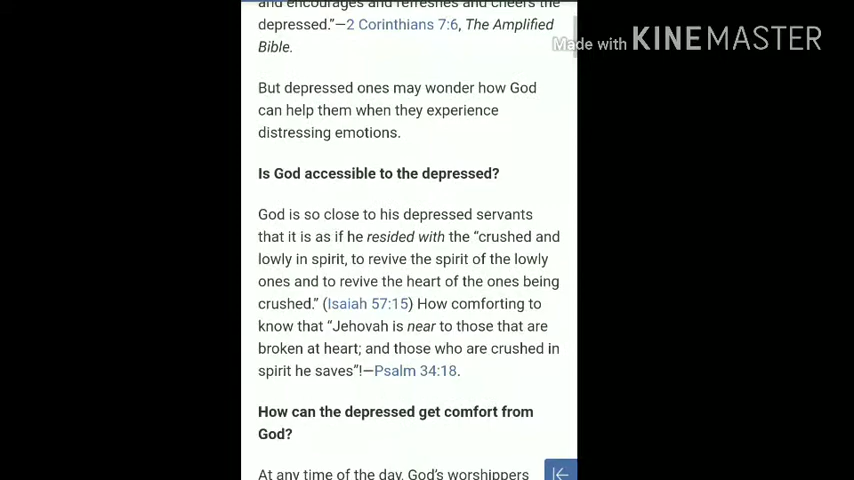 and encourages and refreshes and cheers the
depressed.”—2 Corinthians 7:6, The Amplified
Bible.
Made with KINEMASTER
But depressed ones may wonder how God
can help them when they experience
distressing emotions.
Is God accessible to the depressed?
God is so close to his depressed servants
that it is as if he resided with the “crushed and
lowly in spirit, to revive the spirit of the lowly
ones and to revive the heart of the ones being
crushed.” (Isaiah 57:15) How comforting to
know that “Jehovah is near to those that are
broken at heart; and those who are crushed in
spirit he saves”!—Psalm 34:18.
How can the depressed get comfort from
God?
At any time of the day, God’s worshippers